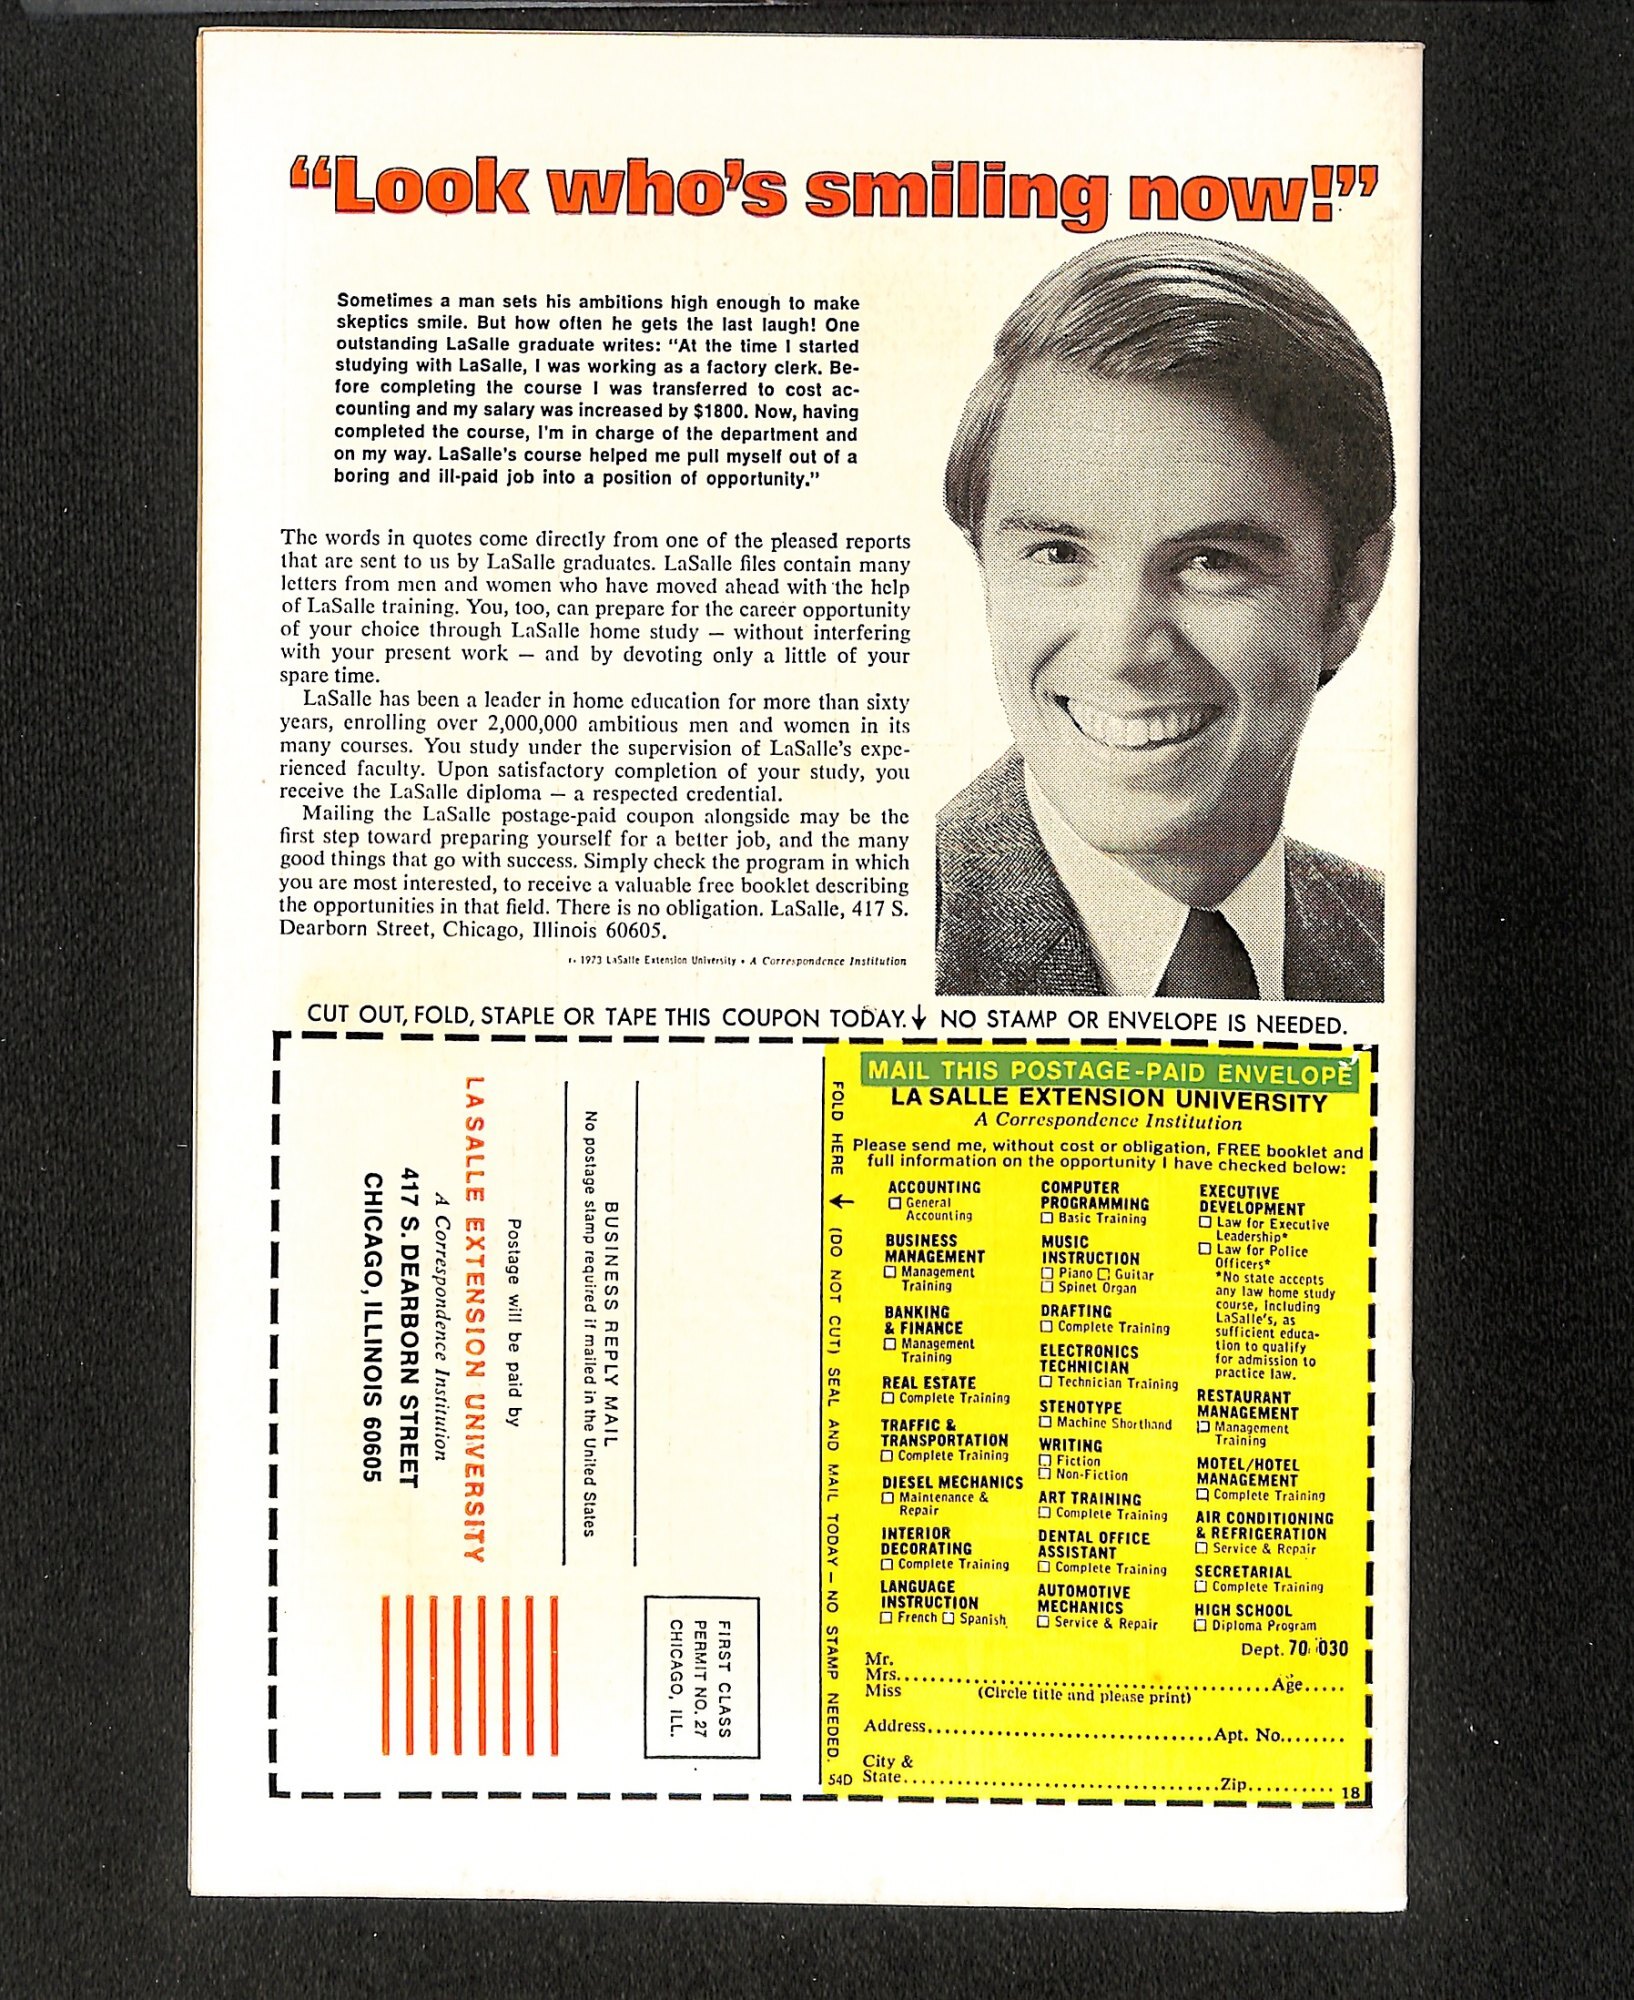 “Look who's smiling now!”
Sometimes a man sets his ambitions high enough to make
skeptics smile. But how often he gets the last laugh! One
outstanding LaSalle graduate writes: “At the time I started
studying with LaSalle, I was working as a factory clerk. Be-
fore completing the course I was transferred to cost ac-
counting and my salary was increased by $1800. Now, having
completed the course, I'm in charge of the department and
on my way. LaSalle's course helped me pull myself out of a
boring and ill-paid job into a position of opportunity.”
The words in quotes come directly from one of the pleased reports
that are sent to us by LaSalle graduates. LaSalle files contain many
letters from men and women who have moved ahead with the help
of LaSalle training. You, too, can prepare for the career opportunity
of your choice through LaSalle home study — without interfering
with your present work — and by devoting only a little of your
spare time.
LaSalle has been a leader in home education for more than sixty
years, enrolling over 2,000,000 ambitious men and women in its
many courses. You study under the supervision of LaSalle's expe-
rienced faculty. Upon satisfactory completion of your study, you
receive the LaSalle diploma — a respected credential.
Mailing the LaSalle postage-paid coupon alongside may be the
first step toward preparing yourself for a better job, and the many
good things that go with success. Simply check the program in which
you are most interested, to receive a valuable free booklet describing
the opportunities in that field. There is no obligation. LaSalle, 417 S.
Dearborn Street, Chicago, Illinois 60605.
1973 LaSalle Extension University • A Correspondence Institution
CUT OUT, FOLD, STAPLE OR TAPE THIS COUPON TODAY.↓ NO STAMP OR ENVELOPE IS NEEDED.
FIRST CLASS
PERMIT NO. 27
CHICAGO, ILL.
BUSINESS REPLY MAIL
No postage stamp required if mailed in the United States
Postage will be paid by
LASALLE EXTENSION UNIVERSITY
A Correspondence Institution
417 S. DEARBORN STREET
CHICAGO, ILLINOIS 60605
FOLD HERE ↓ (DO NOT CUT) SEAL AND MAIL TODAY — NO STAMP NEEDED.
54D
MAIL THIS POSTAGE-PAID ENVELOPE
LA SALLE EXTENSION UNIVERSITY
A Correspondence Institution
Please send me, without cost or obligation, FREE booklet and
full information on the opportunity I have checked below:
ACCOUNTING
☐ General
Accounting
BUSINESS
MANAGEMENT
☐ Management
Training
BANKING
& FINANCE
☐ Management
Training
REAL ESTATE
☐ Complete Training
TRAFFIC &
TRANSPORTATION
☐ Complete Training
DIESEL MECHANICS
☐ Maintenance &
Repair
INTERIOR
DECORATING
☐ Complete Training
LANGUAGE
INSTRUCTION
☐ French ☐ Spanish
COMPUTER
PROGRAMMING
☐ Basic Training
MUSIC
INSTRUCTION
☐ Piano ☐ Guitar
☐ Spinet Organ
DRAFTING
☐ Complete Training
ELECTRONICS
TECHNICIAN
☐ Technician Training
STENOTYPE
☐ Machine Shorthand
WRITING
☐ Fiction
☐ Non-Fiction
ART TRAINING
☐ Complete Training
DENTAL OFFICE
ASSISTANT
☐ Complete Training
AUTOMOTIVE
MECHANICS
☐ Service & Repair
EXECUTIVE
DEVELOPMENT
☐ Law for Executive
Leadership*
☐ Law for Police
Officers*
*No state accepts
any law home study
course, including
LaSalle's, as
sufficient educa-
tion to qualify
for admission to
practice law.
RESTAURANT
MANAGEMENT
☐ Management
Training
MOTEL/HOTEL
MANAGEMENT
☐ Complete Training
AIR CONDITIONING
& REFRIGERATION
☐ Service & Repair
SECRETARIAL
☐ Complete Training
HIGH SCHOOL
☐ Diploma Program
Dept. 70-030
Mr.
Mrs. ........ Age.....
Miss (Circle title and please print)
Address........ Apt. No........
City &
State........ Zip..........
18